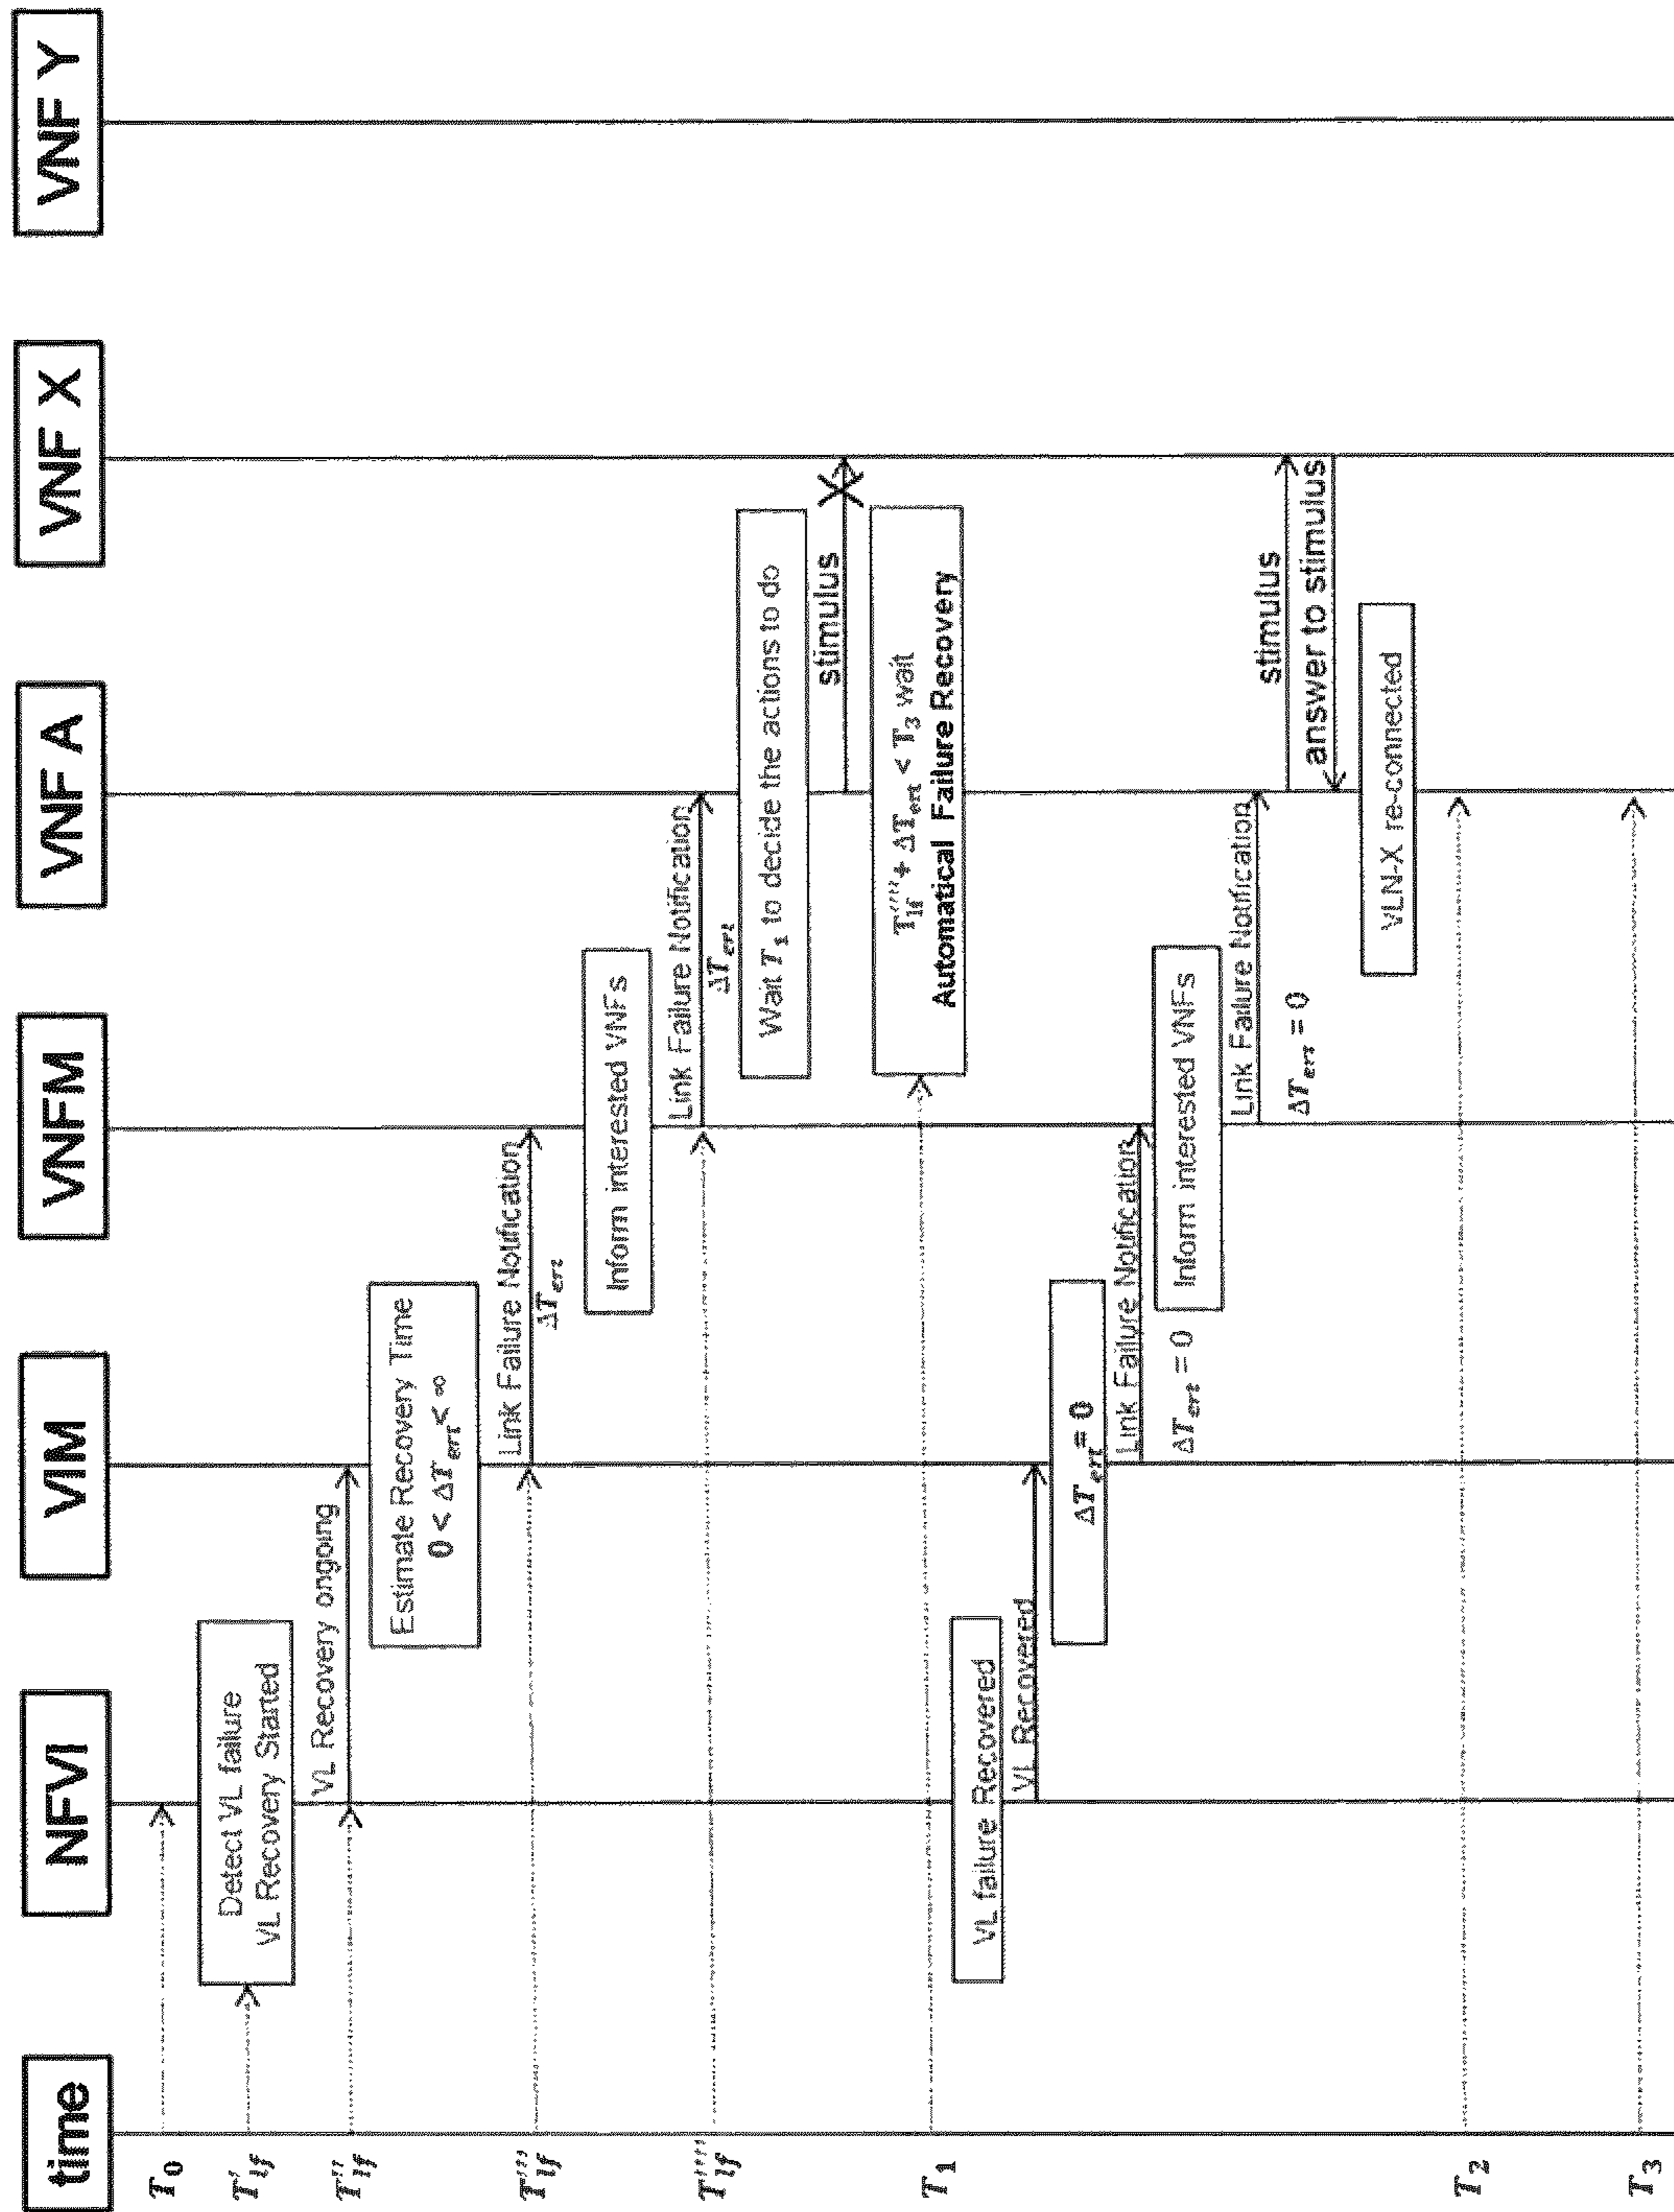 time
NFVI
VIM
VNFM
VNF A
VNF X
VNF Y
T₀
T'lf
Detect VL failure
VL Recovery Started
T''lf
VL Recovery ongoing
Estimate Recovery Time
0 < ΔTert < ∞
T'''lf
Link Failure Notification
ΔTert
Inform interested VNFs
T''''lf
Link Failure Notification
ΔTert
Wait T₁ to decide the actions to do
stimulus
X
T₁
Tlf'''' + ΔTert < T₃ wait
Automatical Failure Recovery
VL failure Recovered
VL Recovered
ΔTert = 0
Link Failure Notification
ΔTert = 0
Inform interested VNFs
Link Failure Notification
ΔTert = 0
stimulus
answer to stimulus
VLN-X re-connected
T₂
T₃